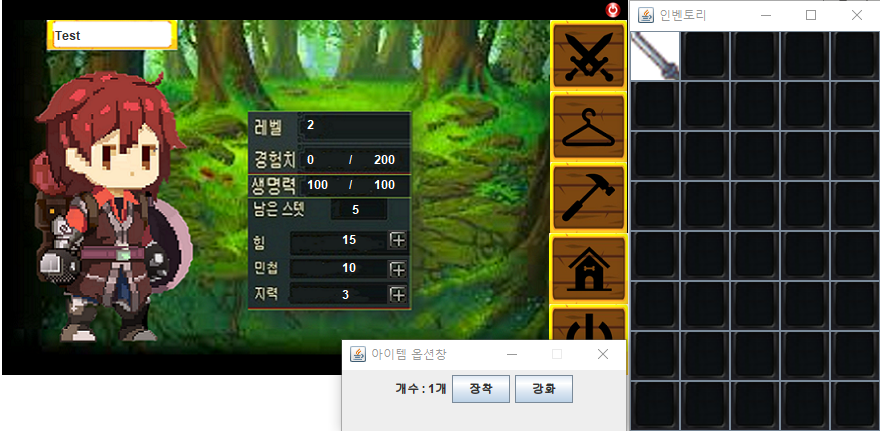 Test
레벨 2
경험치 0 / 200
생명력 100 / 100
남은 스텟 5
힘 15
민첩 10
지력 3
인벤토리
아이템 옵션창
개수 : 1개 장착 강화